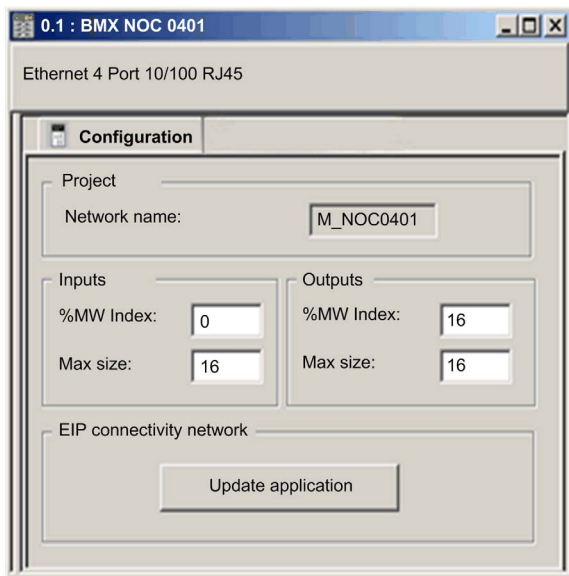 0.1 : BMX NOC 0401
Ethernet 4 Port 10/100 RJ45
Configuration
Project
Network name: M_NOC0401
Inputs
%MW Index: 0
Max size: 16
Outputs
%MW Index: 16
Max size: 16
EIP connectivity network
Update application